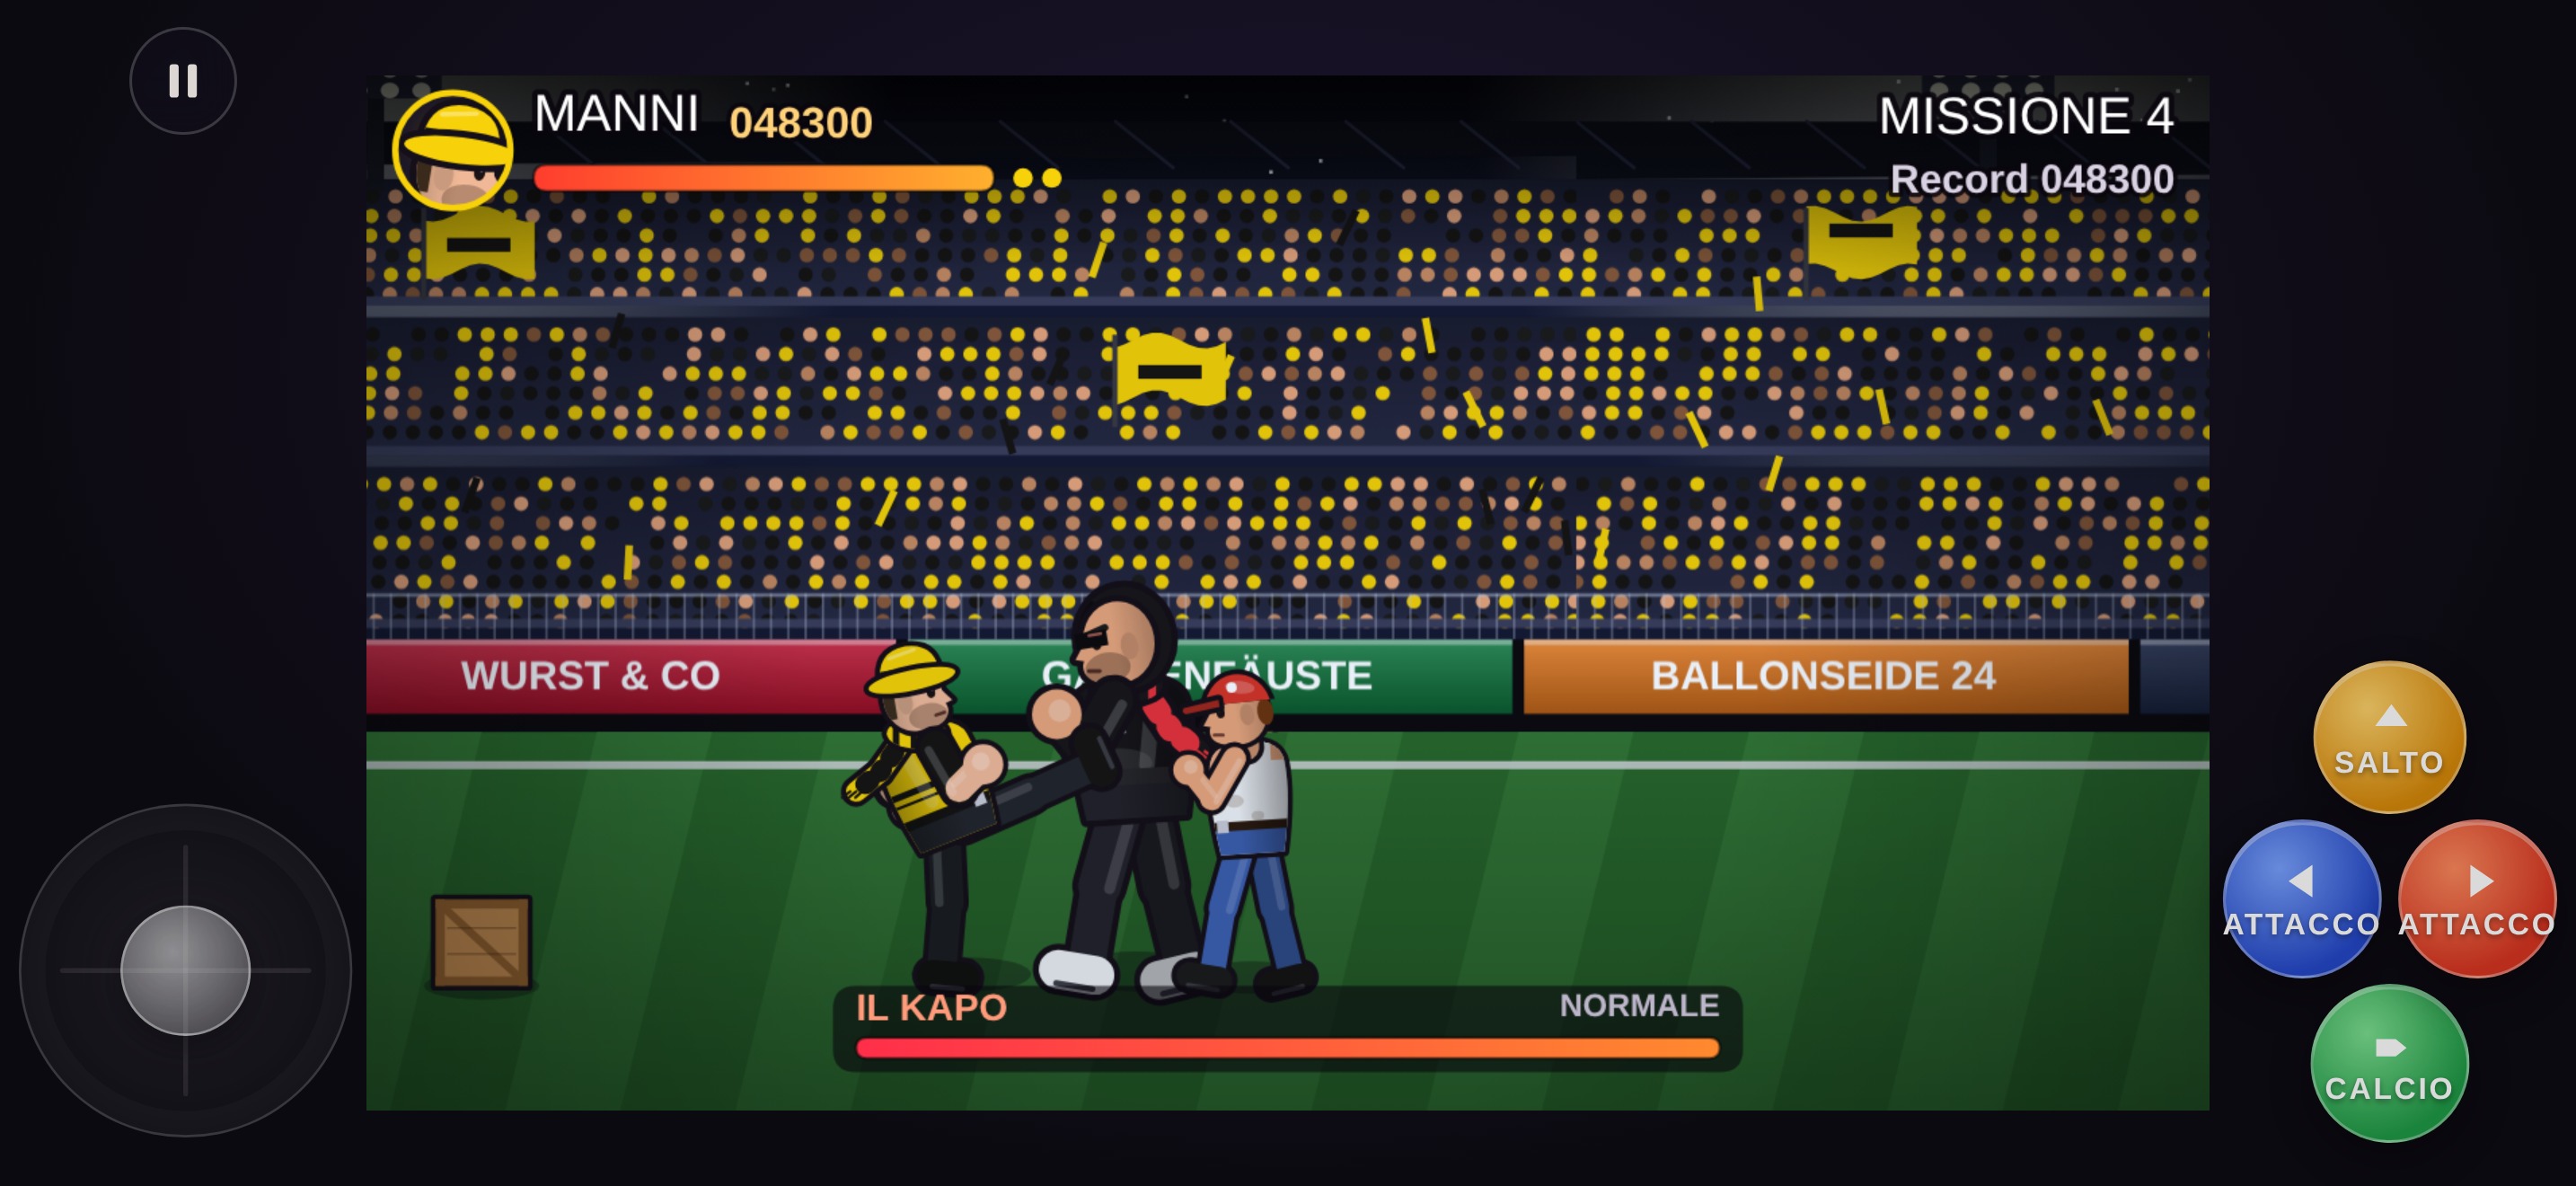 MANNI 048300
MISSIONE 4
Record 048300
WURST & CO
BALLONSEIDE 24
SALTO
ATTACCO
ATTACCO
CALCIO
IL KAPO
NORMALE